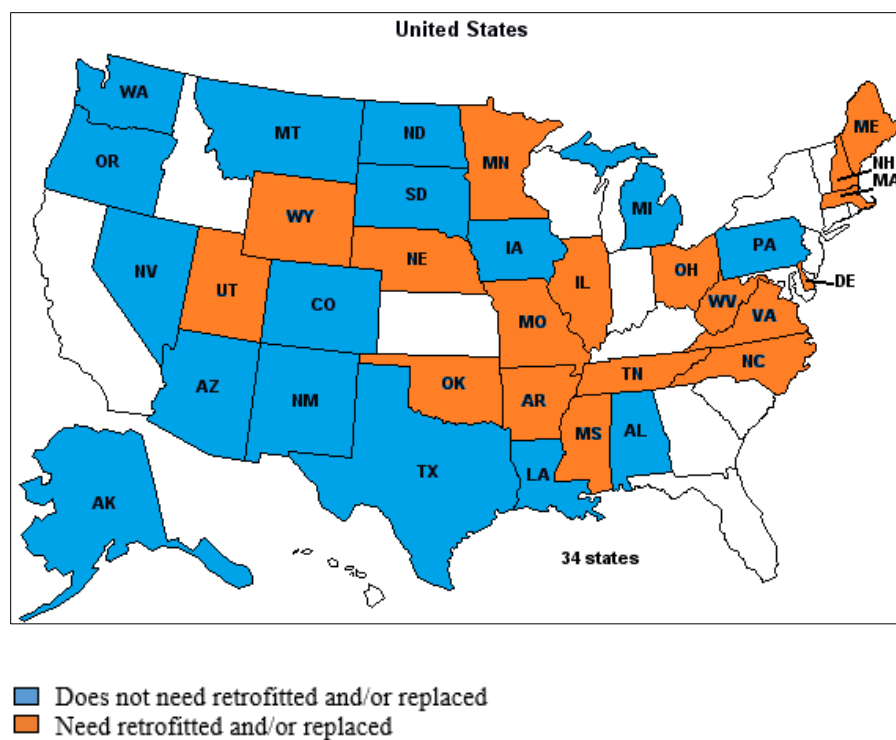 United States
WA
MT
ND
MN
ME
OR
NH
MA
SD
MI
WY
PA
IA
NE
OH
NV
IL
DE
UT
WV
CO
VA
MO
NC
TN
AZ
OK
NM
AR
MS
AL
TX
LA
AK
34 states
Does not need retrofitted and/or replaced
Need retrofitted and/or replaced